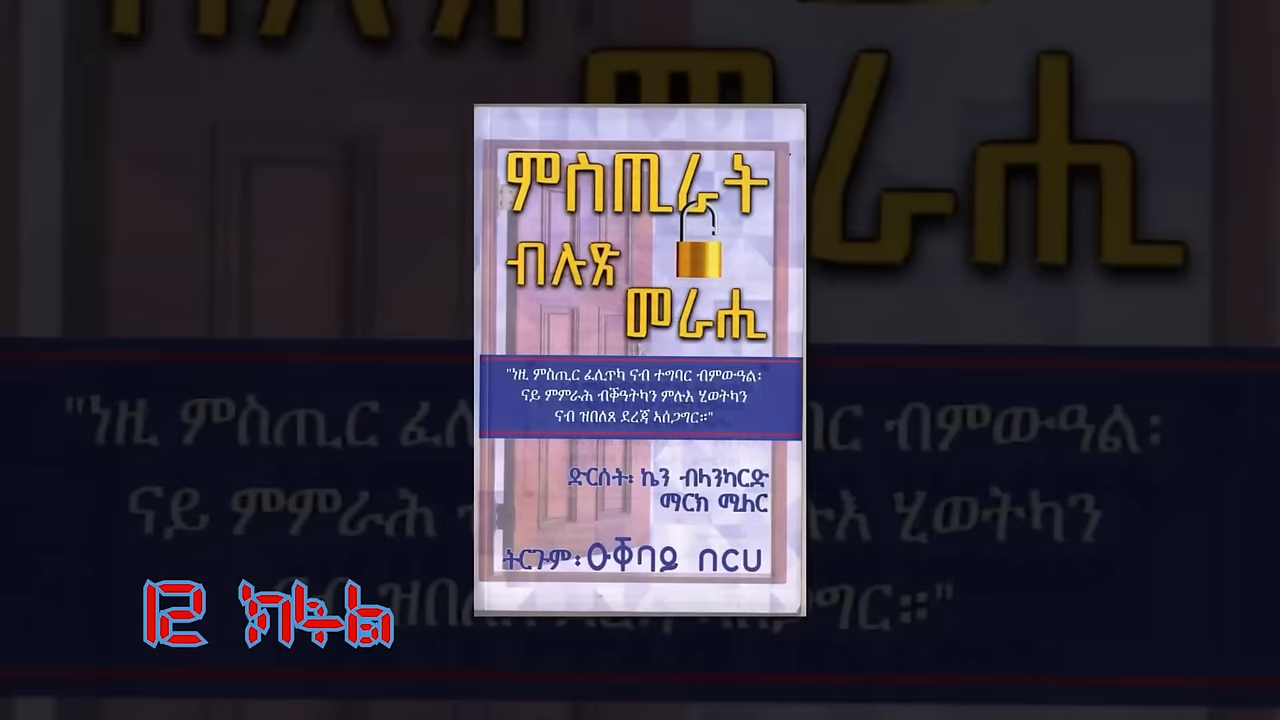 ምስጢራት
ብሉጽ
መራሒ
"ነዚ ምስጢር ፈሊጥካ ናብ ተግባር ብምውዓል፡
ናይ ምምራሕ ብቕዓትካን ምሉእ ሂወትካን
ናብ ዝበለጸ ደረጃ ኣሰጋግር።"
ድርሰት፡ ኬን ብላንካርድ
ማርክ ሚለር
ትርጉም፡ ዑቕባይ በርሀ
12 ክፋል